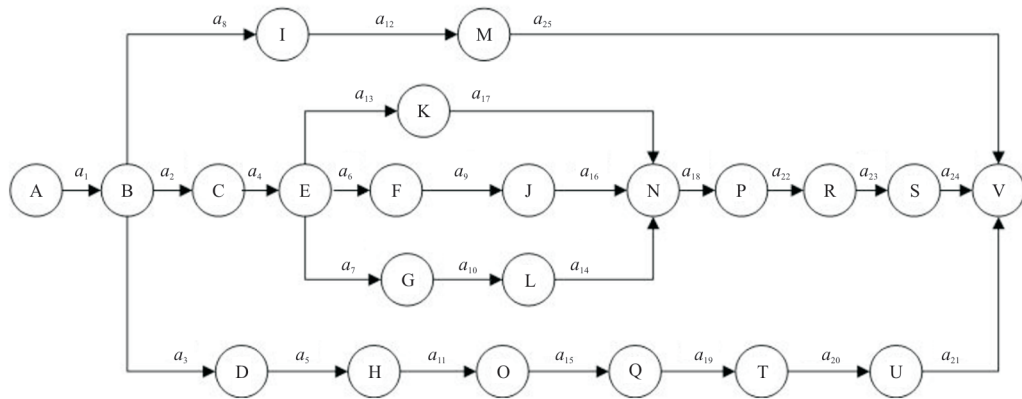 a₈ a₁₂ a₂₅
I M
a₁₃ a₁₇
K
a₁ a₂ a₄ a₆ a₉ a₁₆ a₁₈ a₂₂ a₂₃ a₂₄
A B C E F J N P R S V
a₇ a₁₀ a₁₄
G L
a₃ a₅ a₁₁ a₁₅ a₁₉ a₂₀ a₂₁
D H O Q T U